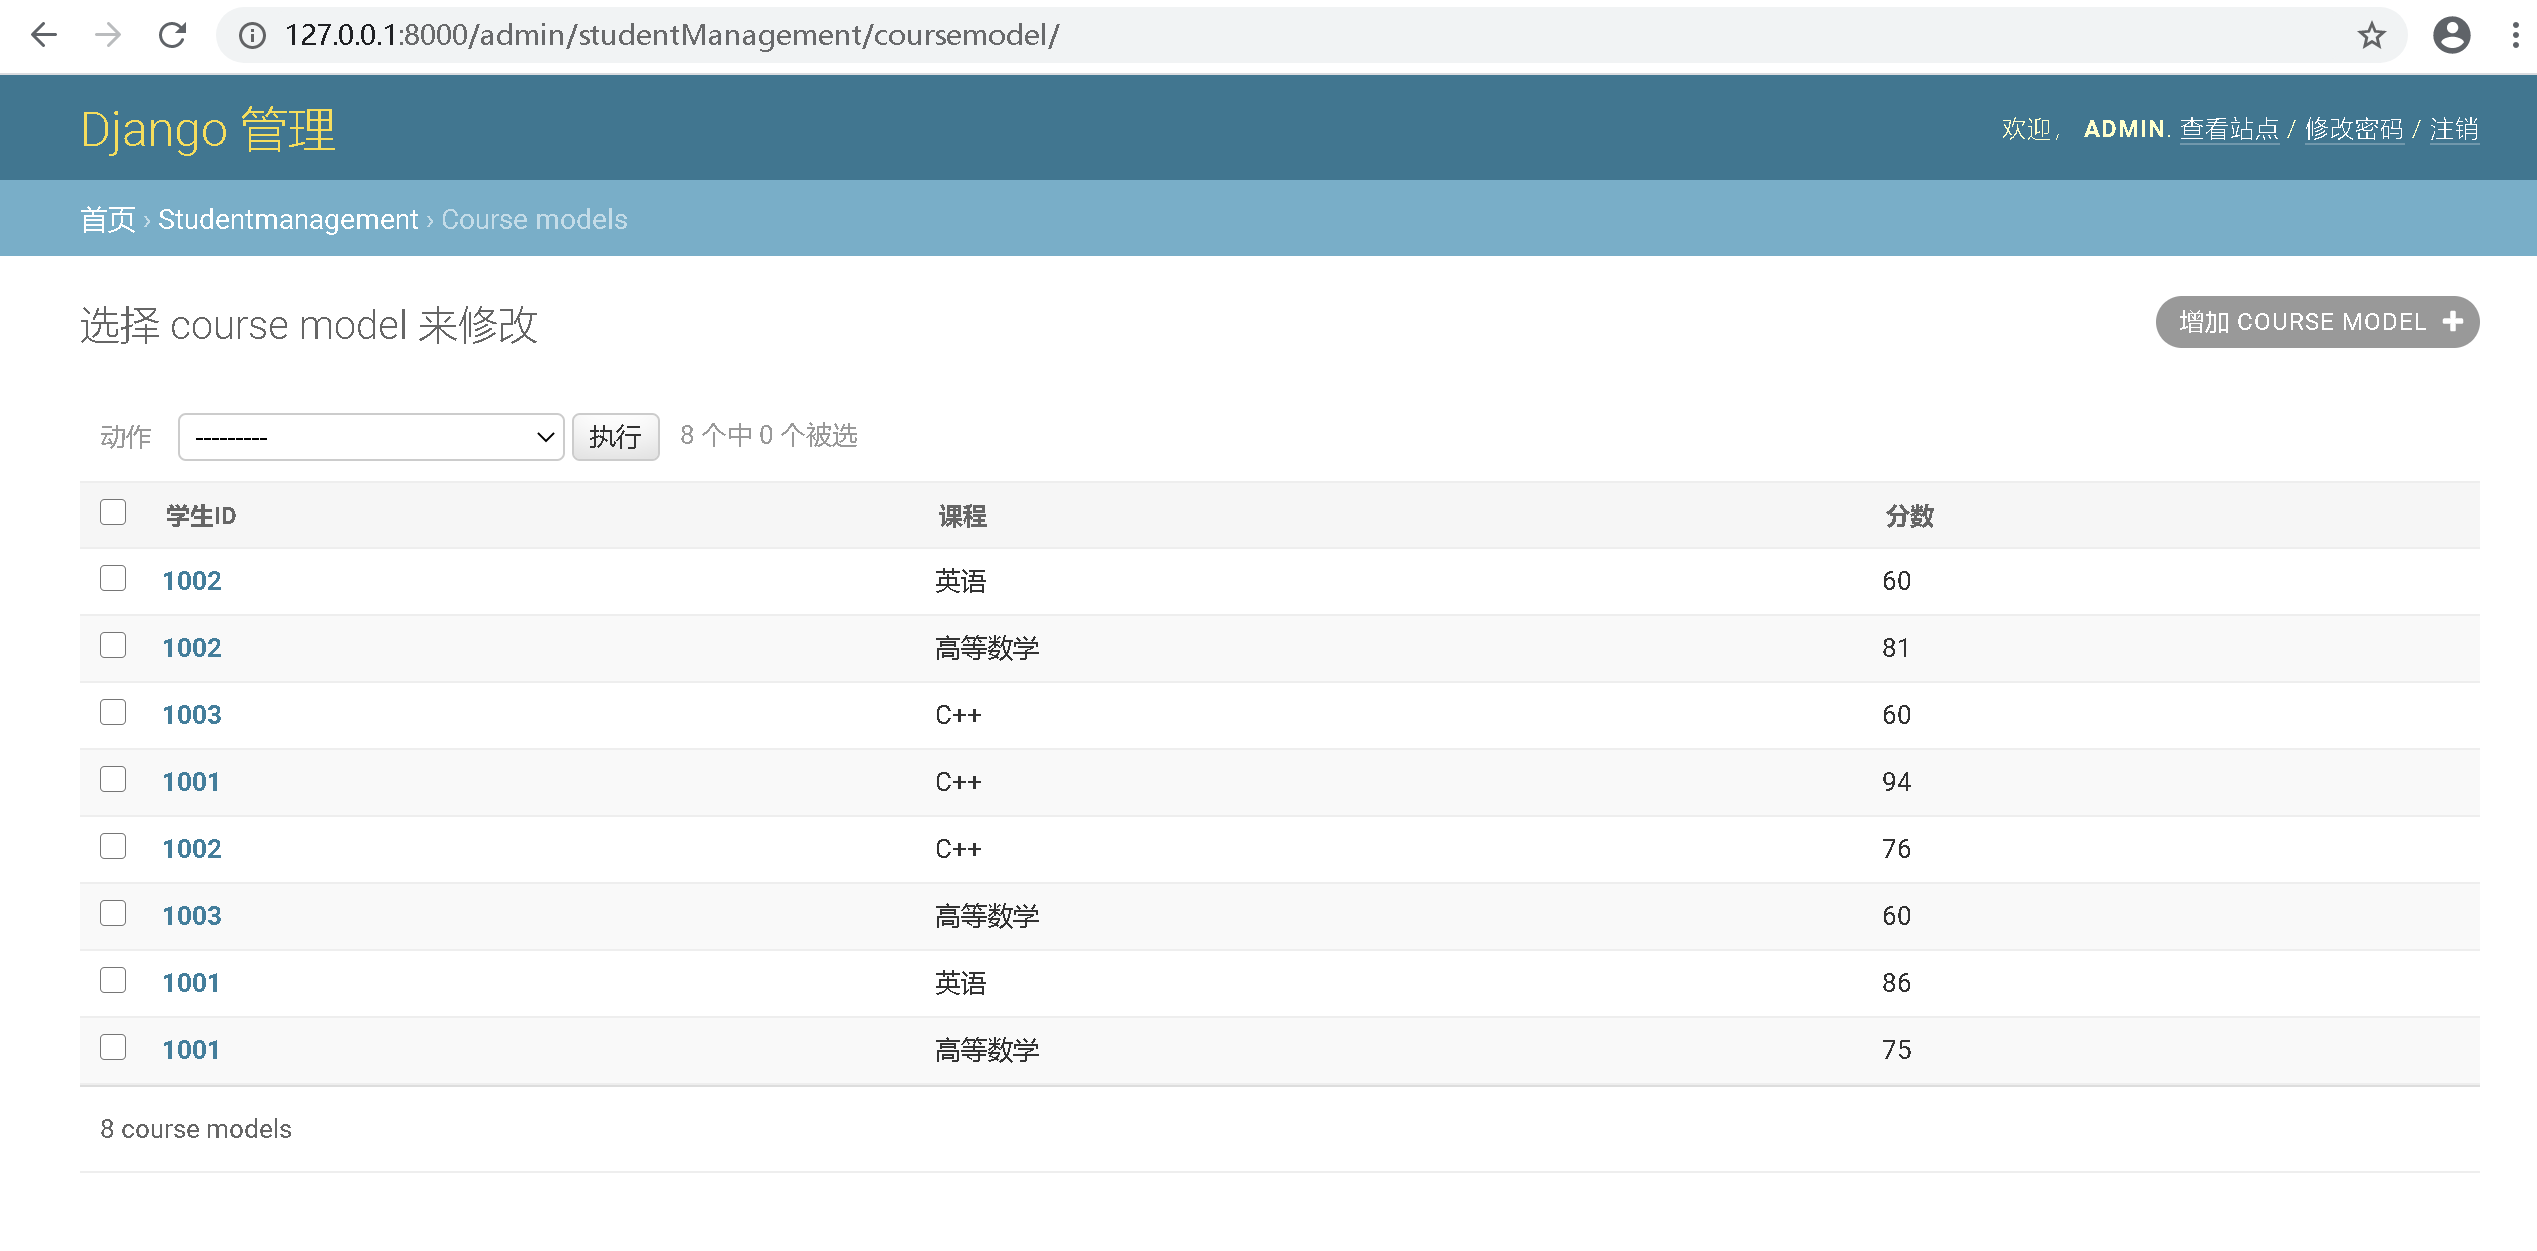 127.0.0.1:8000/admin/studentManagement/coursemodel/
Django 管理
欢迎, ADMIN. 查看站点 / 修改密码 / 注销
首页 › Studentmanagement › Course models
选择 course model 来修改
增加 COURSE MODEL
动作 --------- 执行 8 个中 0 个被选
学生ID 课程 分数
1002 英语 60
1002 高等数学 81
1003 C++ 60
1001 C++ 94
1002 C++ 76
1003 高等数学 60
1001 英语 86
1001 高等数学 75
8 course models